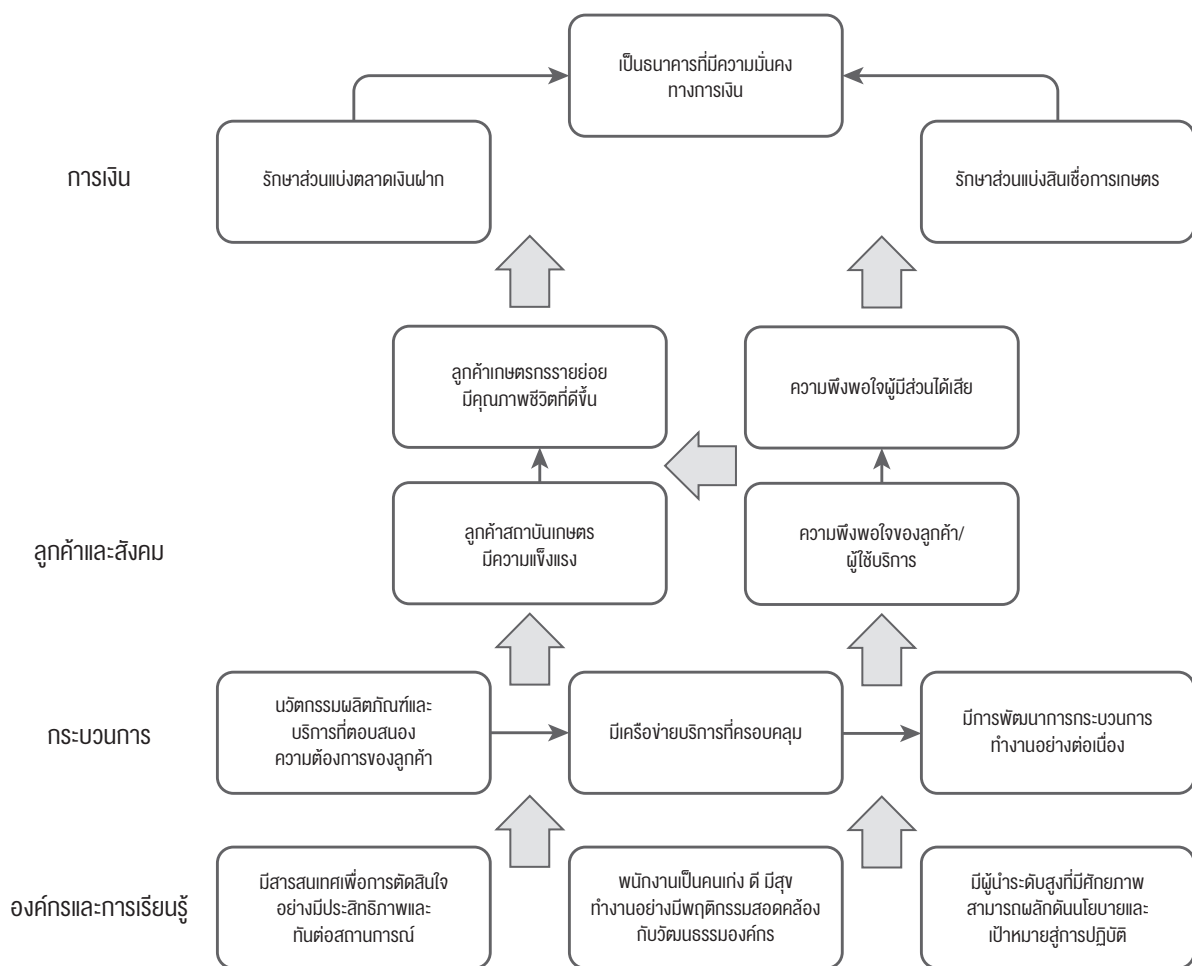 เป็นธนาคารที่มีความมั่นคง
ทางการเงิน
การเงิน
รักษาส่วนแบ่งตลาดเงินฝาก
รักษาส่วนแบ่งสินเชื่อการเกษตร
ลูกค้าเกษตรกรรายย่อย
มีคุณภาพชีวิตที่ดีขึ้น
ความพึงพอใจผู้มีส่วนได้เสีย
ลูกค้าและสังคม
ลูกค้าสถาบันเกษตร
มีความแข็งแรง
ความพึงพอใจของลูกค้า/
ผู้ใช้บริการ
กระบวนการ
นวัตกรรมผลิตภัณฑ์และ
บริการที่ตอบสนอง
ความต้องการของลูกค้า
มีเครือข่ายบริการที่ครอบคลุม
มีการพัฒนาการกระบวนการ
ทำงานอย่างต่อเนื่อง
องค์กรและการเรียนรู้
มีสารสนเทศเพื่อการตัดสินใจ
อย่างมีประสิทธิภาพและ
ทันต่อสถานการณ์
พนักงานเป็นคนเก่ง ดี มีสุข
ทำงานอย่างมีพฤติกรรมสอดคล้อง
กับวัฒนธรรมองค์กร
มีผู้นำระดับสูงที่มีศักยภาพ
สามารถผลักดันนโยบายและ
เป้าหมายสู่การปฏิบัติ